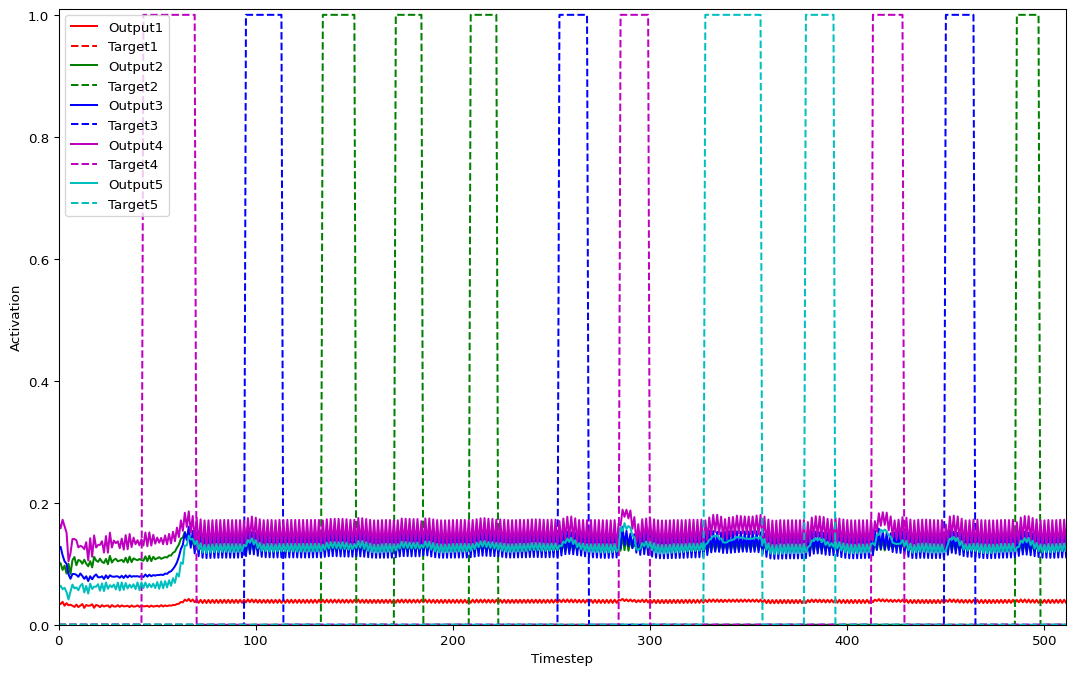 1.0
0.8
0.6
0.4
0.2
0.0
Activation
Output1
Target1
Output2
Target2
Output3
Target3
Output4
Target4
Output5
Target5
0
100
200
300
400
500
Timestep